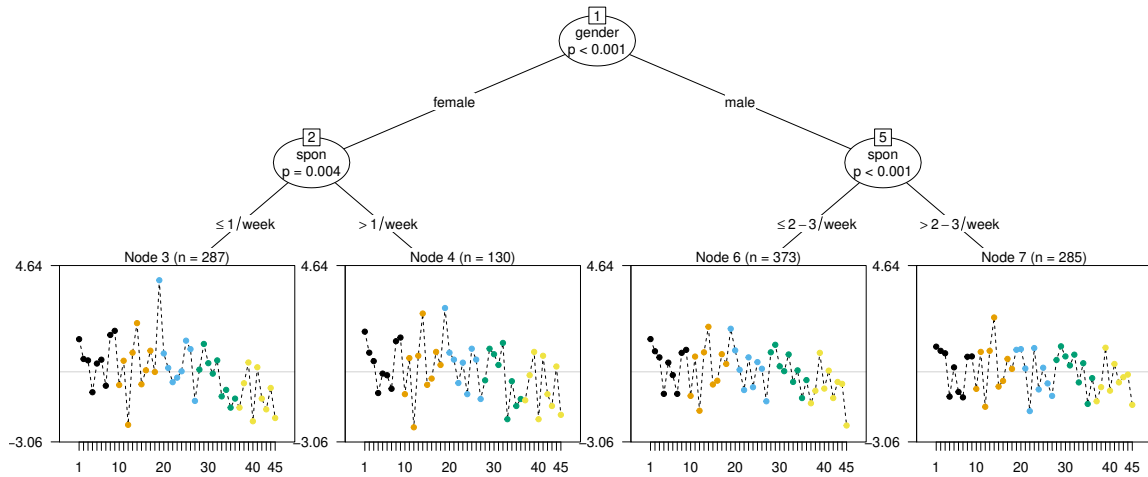 1
gender
p < 0.001
female
male
2
spon
p = 0.004
5
spon
p < 0.001
≤ 1/week
> 1/week
≤ 2−3/week
> 2−3/week
Node 3 (n = 287)
4.64
−3.06
1 10 20 30 40 45
Node 4 (n = 130)
4.64
−3.06
1 10 20 30 40 45
Node 6 (n = 373)
4.64
−3.06
1 10 20 30 40 45
Node 7 (n = 285)
4.64
−3.06
1 10 20 30 40 45